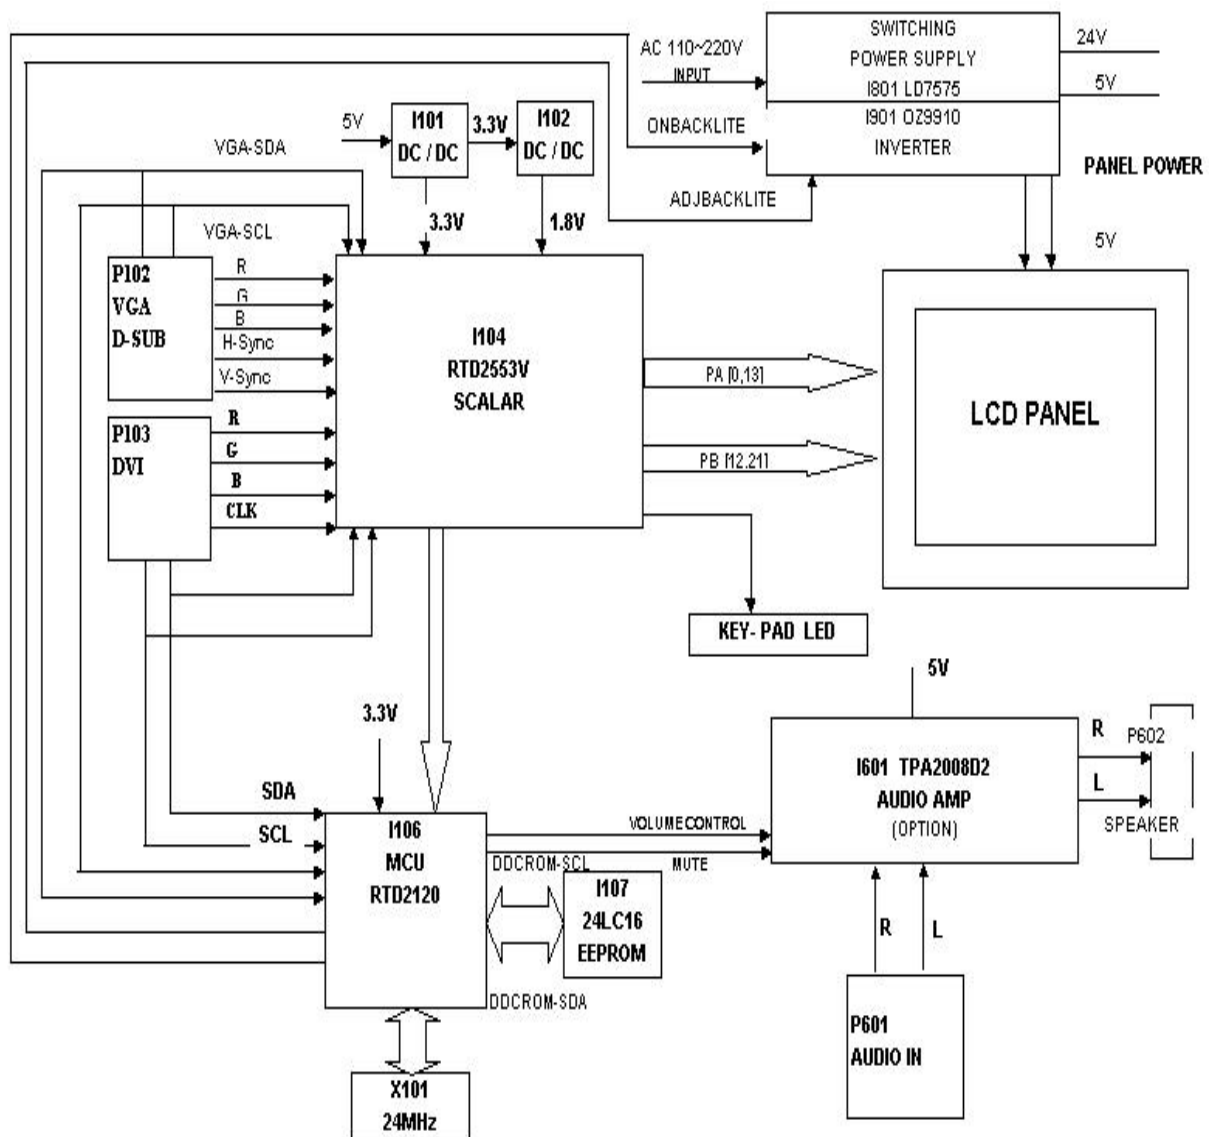 SWITCHING
POWER SUPPLY
I801 LD7575
I901 OZ9910
INVERTER
AC 110~220V
INPUT
24V
5V
ONBACKLITE
PANEL POWER
ADJBACKLITE
5V
5V
I101
DC / DC
3.3V
I102
DC / DC
VGA-SDA
3.3V
1.8V
VGA-SCL
P102
VGA
D-SUB
R
G
B
H-Sync
V-Sync
P103
DVI
R
G
B
CLK
I104
RTD2553V
SCALAR
PA [0,13]
PB [12.21]
LCD PANEL
KEY- PAD LED
5V
3.3V
I601 TPA2008D2
AUDIO AMP
(OPTION)
R
L
P602
SPEAKER
SDA
SCL
I106
MCU
RTD2120
VOLUME CONTROL
MUTE
DDCROM-SCL
I107
24LC16
EEPROM
DDCROM-SDA
R
L
P601
AUDIO IN
X101
24MHz